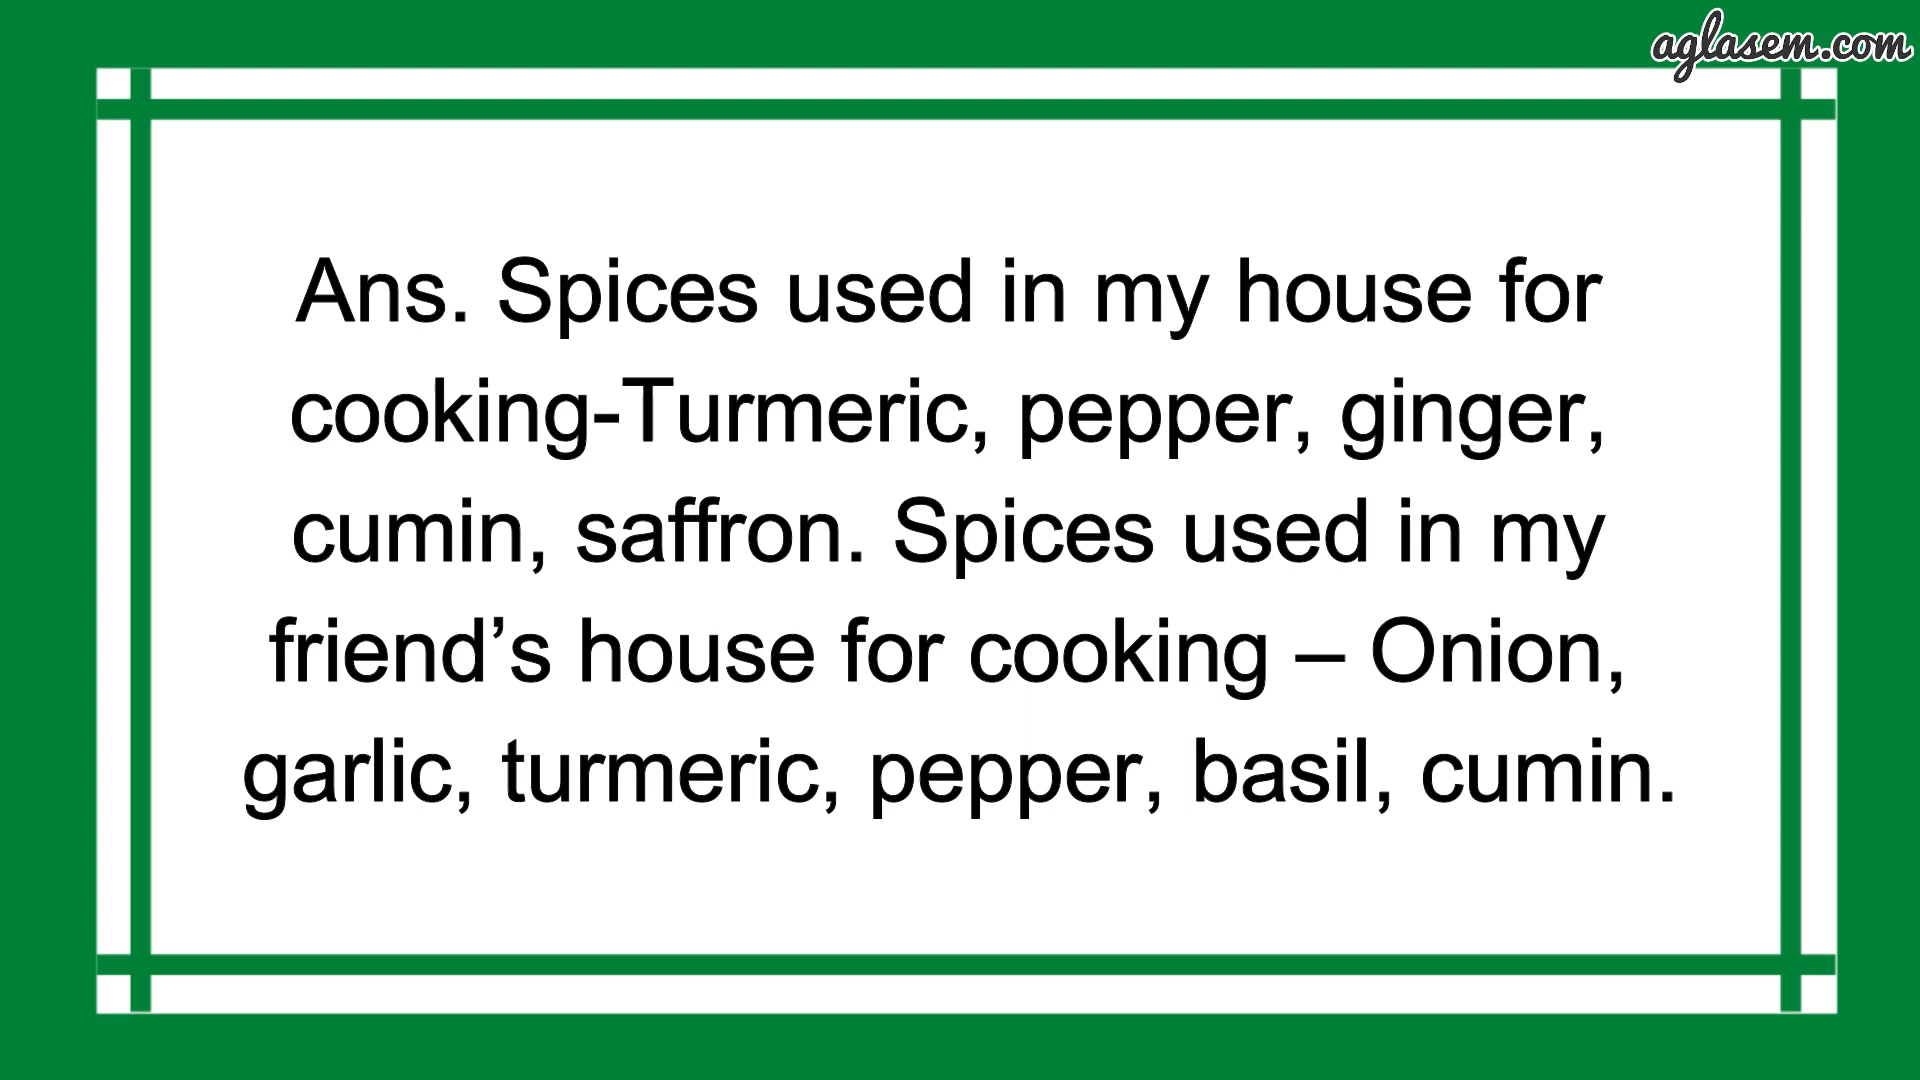 aglasem.com
Ans. Spices used in my house for
cooking-Turmeric, pepper, ginger,
cumin, saffron. Spices used in my
friend’s house for cooking – Onion,
garlic, turmeric, pepper, basil, cumin.